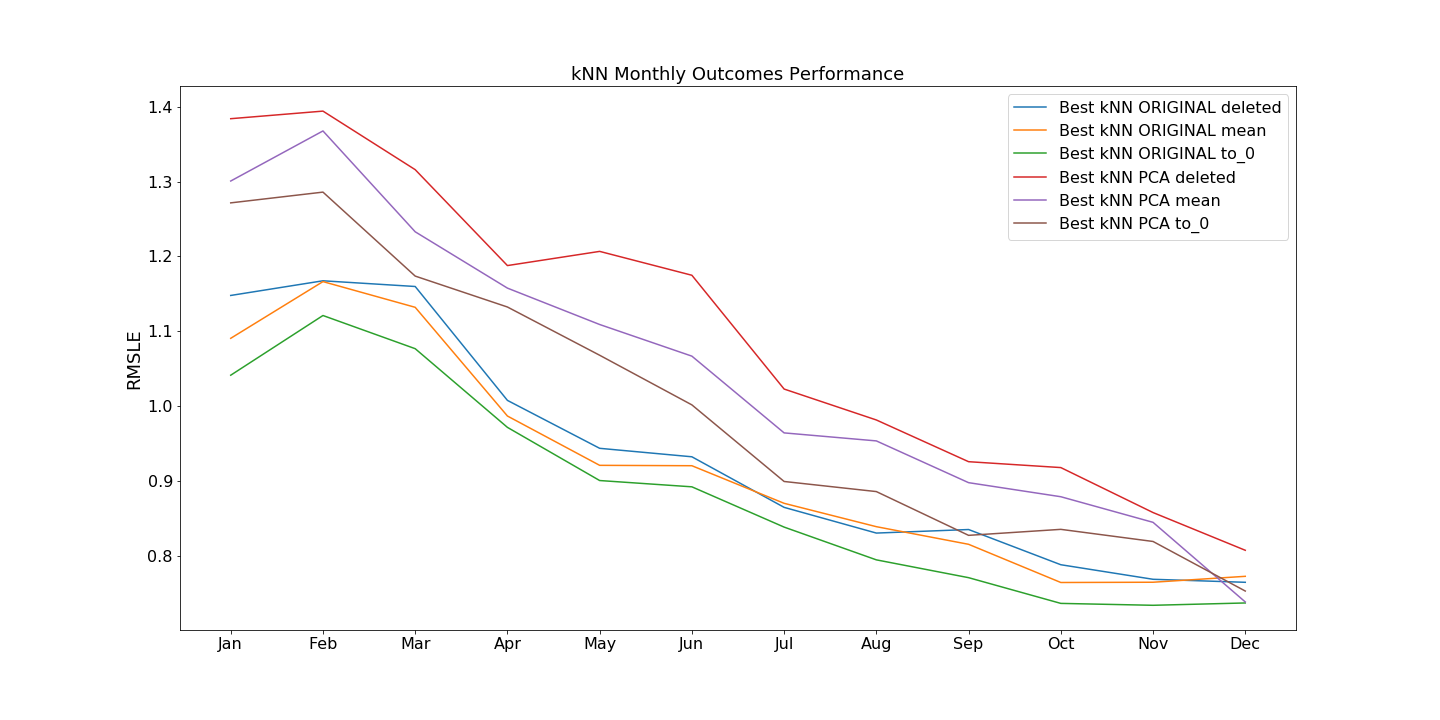 kNN Monthly Outcomes Performance
Best kNN ORIGINAL deleted
Best kNN ORIGINAL mean
Best kNN ORIGINAL to_0
Best kNN PCA deleted
Best kNN PCA mean
Best kNN PCA to_0
RMSLE
1.4
1.3
1.2
1.1
1.0
0.9
0.8
Jan Feb Mar Apr May Jun Jul Aug Sep Oct Nov Dec